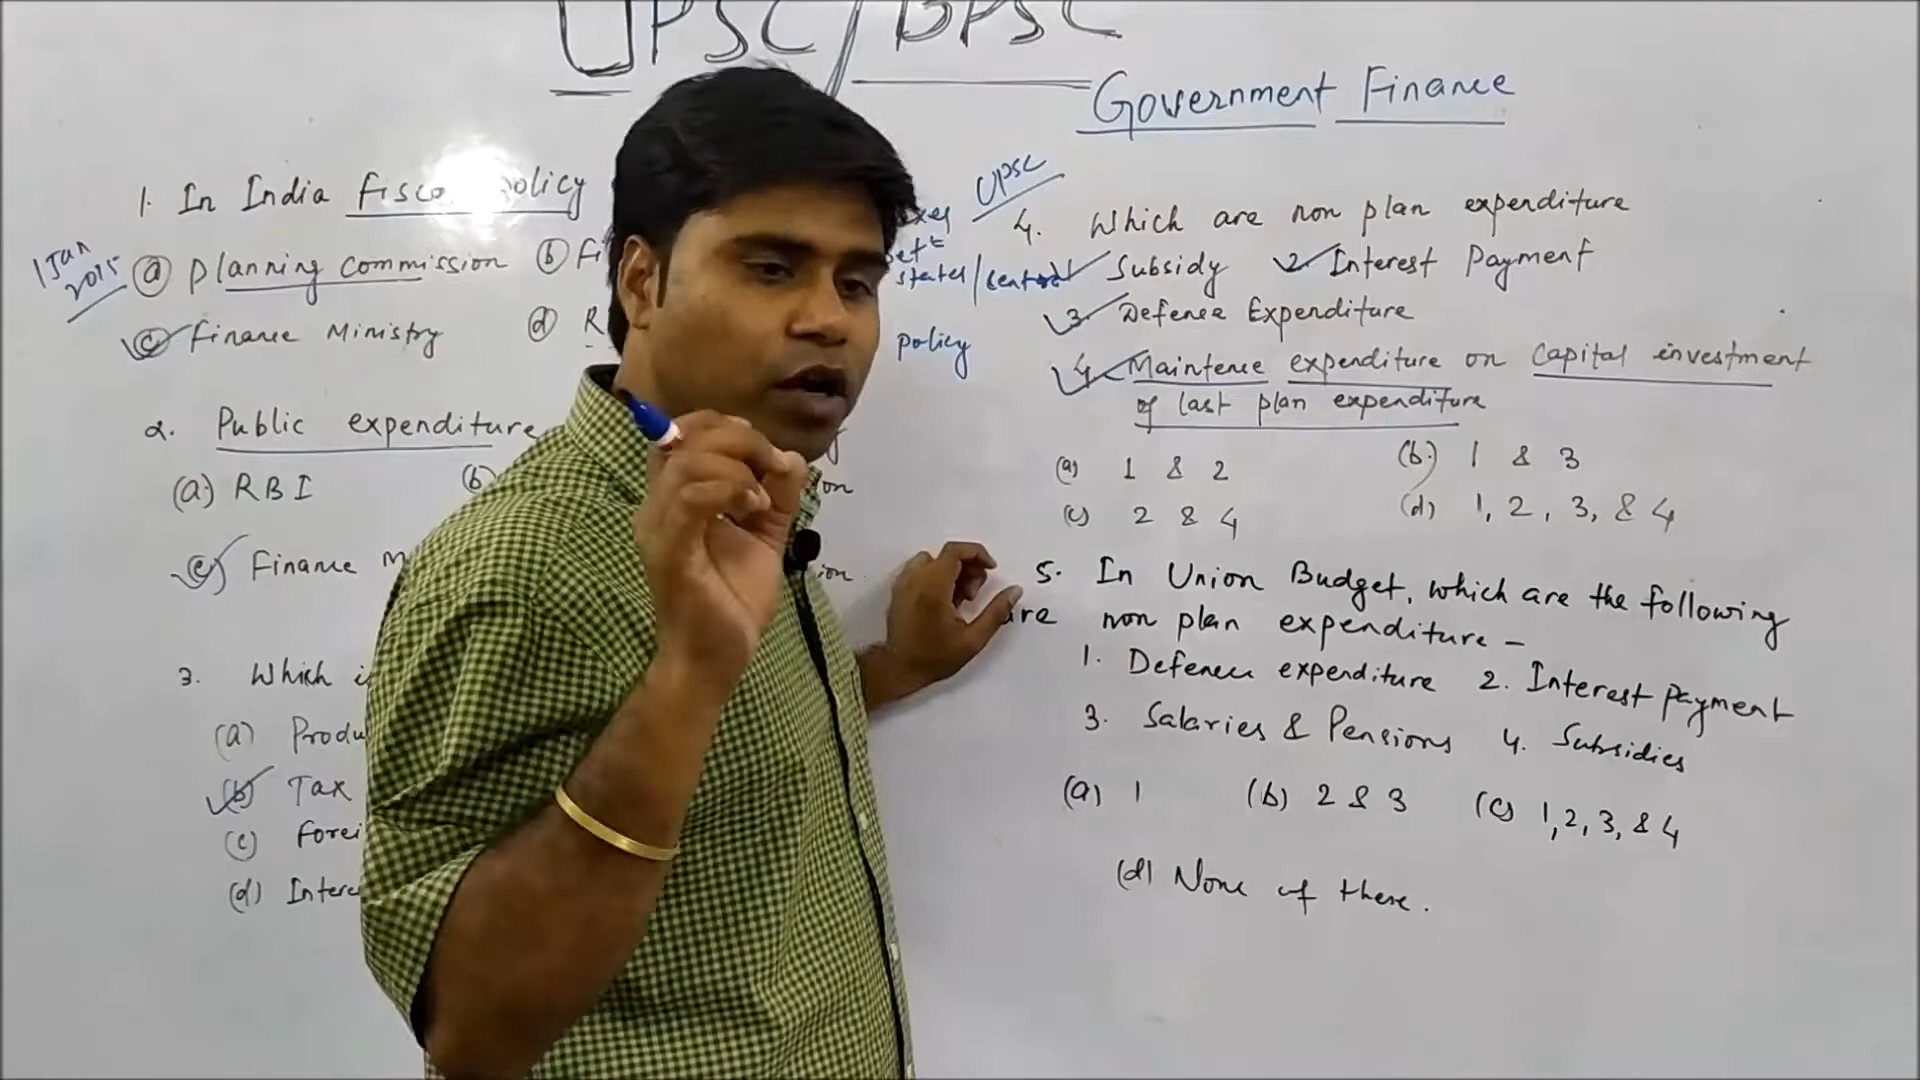 UPSC/BPSC
Government Finance
1. In India fiscal policy
1 Jan 2015
(a) Planning commission (b) Fi
(c) Finance Ministry (d) R
2. Public expenditure
(a) RBI (b)
(c) Finance M
3. Which i
(a) Produ
(b) Tax
(c) Forei
(d) Intere
states/central
policy
UPSC
4. Which are non plan expenditure
Subsidy 2. Interest Payment
3. Defence Expenditure
4. Maintence expenditure on capital investment
of last plan expenditure
(a) 1 & 2 (b) 1 & 3
(c) 2 & 4 (d) 1, 2, 3, & 4
5. In Union Budget, which are the following
are non plan expenditure -
1. Defence expenditure 2. Interest payment
3. Salaries & Pensions 4. Subsidies
(a) 1 (b) 2 & 3 (c) 1, 2, 3, & 4
(d) None of these.